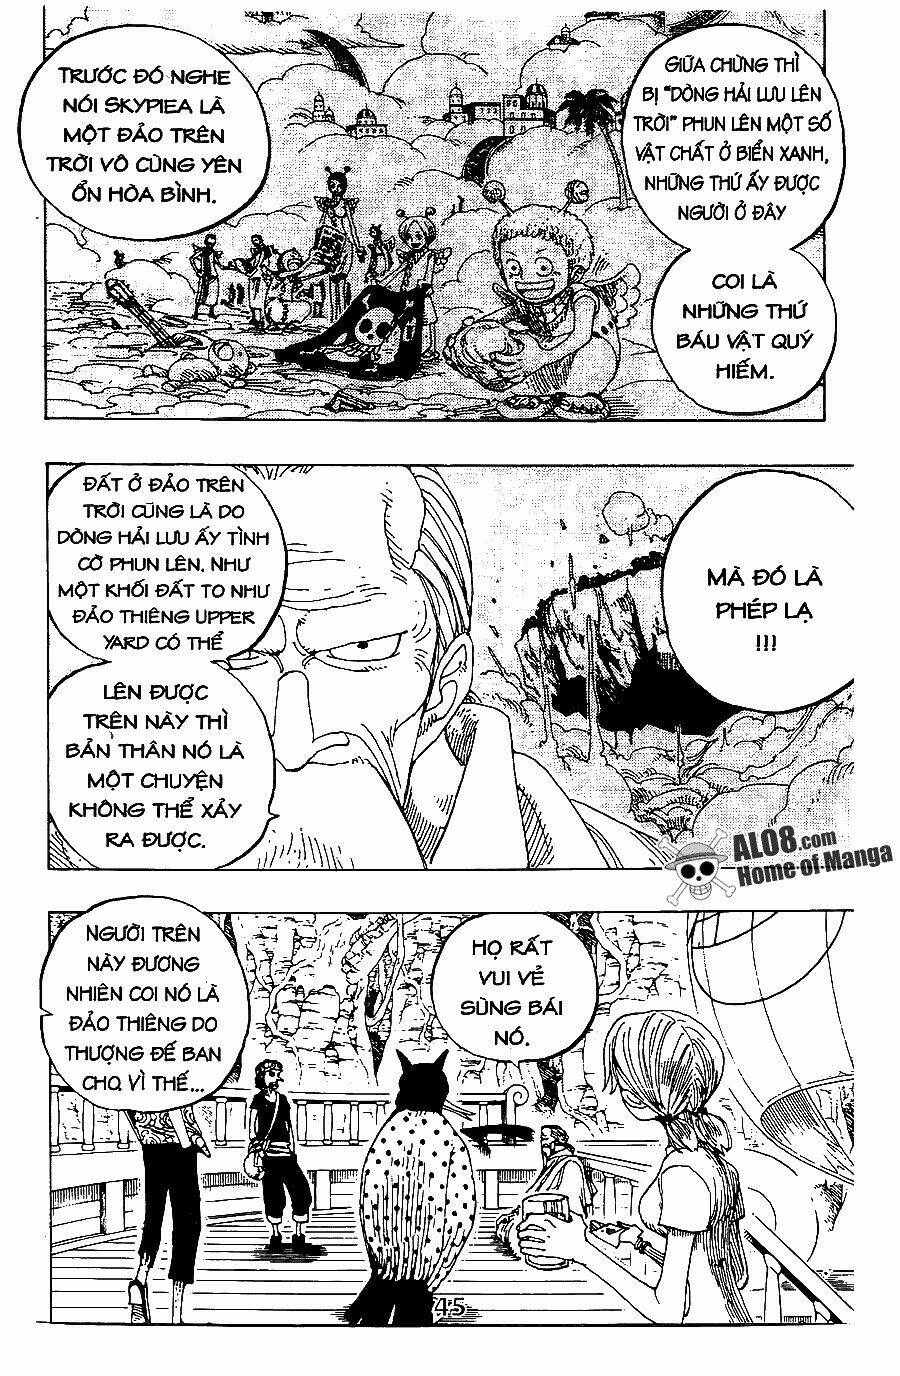 TRƯỚC ĐÓ NGHE
NÓI SKYPIEA LÀ
MỘT ĐẢO TRÊN
TRỜI VÔ CÙNG YÊN
ỔN HÒA BÌNH.
GIỮA CHỪNG THÌ
BỊ "DÒNG HẢI LƯU LÊN
TRỜI" PHUN LÊN MỘT SỐ
VẬT CHẤT Ở BIỂN XANH,
NHỮNG THỨ ẤY ĐƯỢC
NGƯỜI Ở ĐÂY
COI LÀ
NHỮNG THỨ
BÁU VẬT QUÝ
HIẾM.
ĐẤT Ở ĐẢO TRÊN
TRỜI CŨNG LÀ DO
DÒNG HẢI LƯU ẤY TÌNH
CỜ PHUN LÊN. NHƯ
MỘT KHỐI ĐẤT TO NHƯ
ĐẢO THIÊNG UPPER
YARD CÓ THỂ
LÊN ĐƯỢC
TRÊN NÀY THÌ
BẢN THÂN NÓ LÀ
MỘT CHUYỆN
KHÔNG THỂ XẢY
RA ĐƯỢC.
MÀ ĐÓ LÀ
PHÉP LẠ
!!!
AL08.com
Home of Manga
NGƯỜI TRÊN
NÀY ĐƯƠNG
NHIÊN COI NÓ LÀ
ĐẢO THIÊNG DO
THƯỢNG ĐẾ BAN
CHO. VÌ THẾ...
HỌ RẤT
VUI VẺ
SÙNG BÁI
NÓ.
45